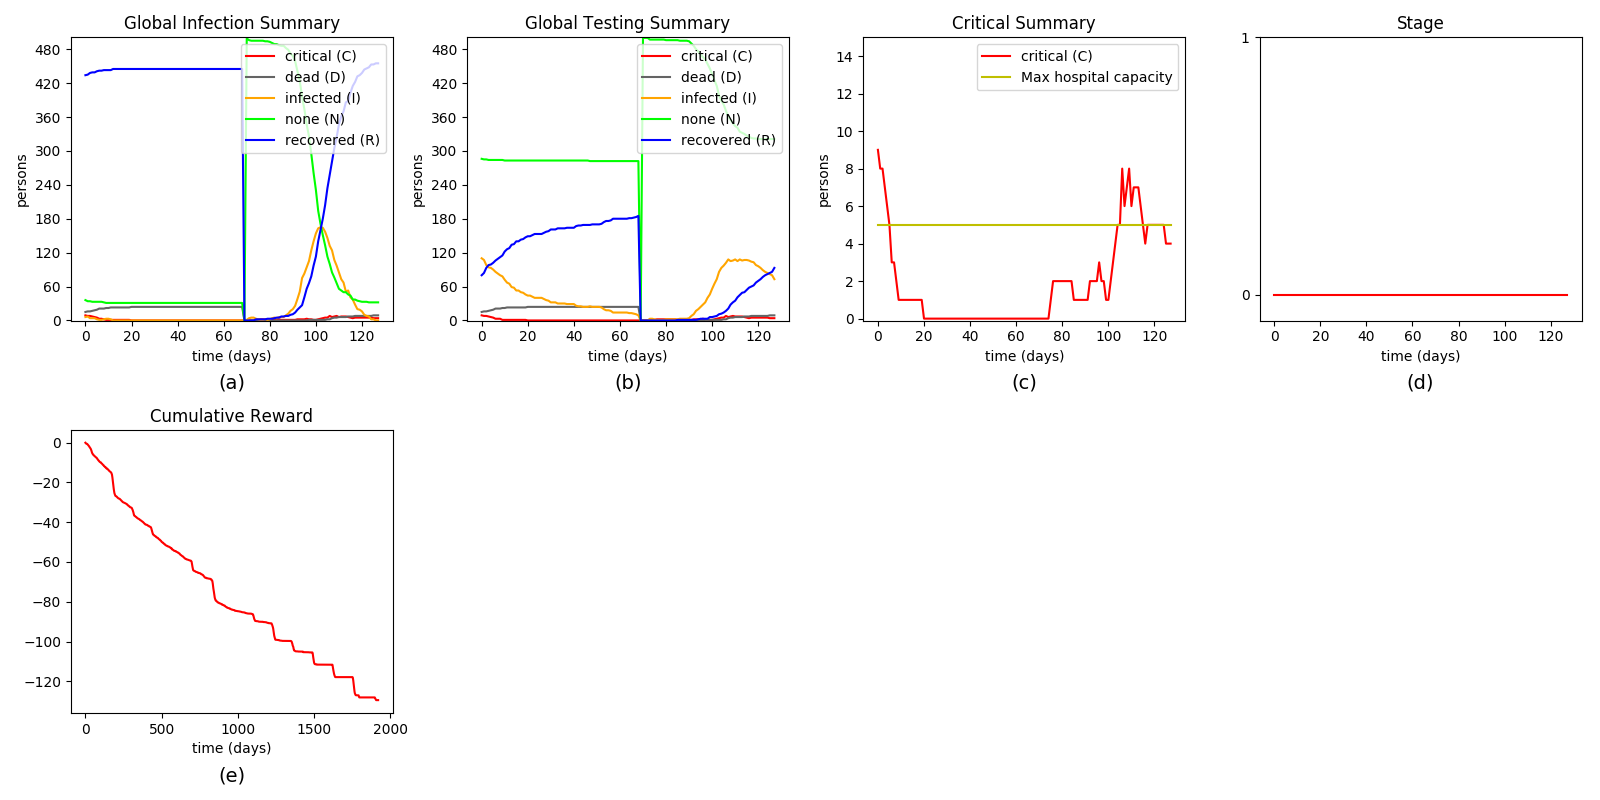 Global Infection Summary
persons
480
420
360
300
240
180
120
60
0
critical (C)
dead (D)
infected (I)
none (N)
recovered (R)
0 20 40 60 80 100 120
time (days)
(a)
Global Testing Summary
480
420
360
300
240
180
120
60
0
critical (C)
dead (D)
infected (I)
none (N)
recovered (R)
persons
0 20 40 60 80 100 120
time (days)
(b)
Critical Summary
persons
14
12
10
8
6
4
2
0
critical (C)
Max hospital capacity
0 20 40 60 80 100 120
time (days)
(c)
Stage
1
0
0 20 40 60 80 100 120
time (days)
(d)
Cumulative Reward
0
−20
−40
−60
−80
−100
−120
0 500 1000 1500 2000
time (days)
(e)